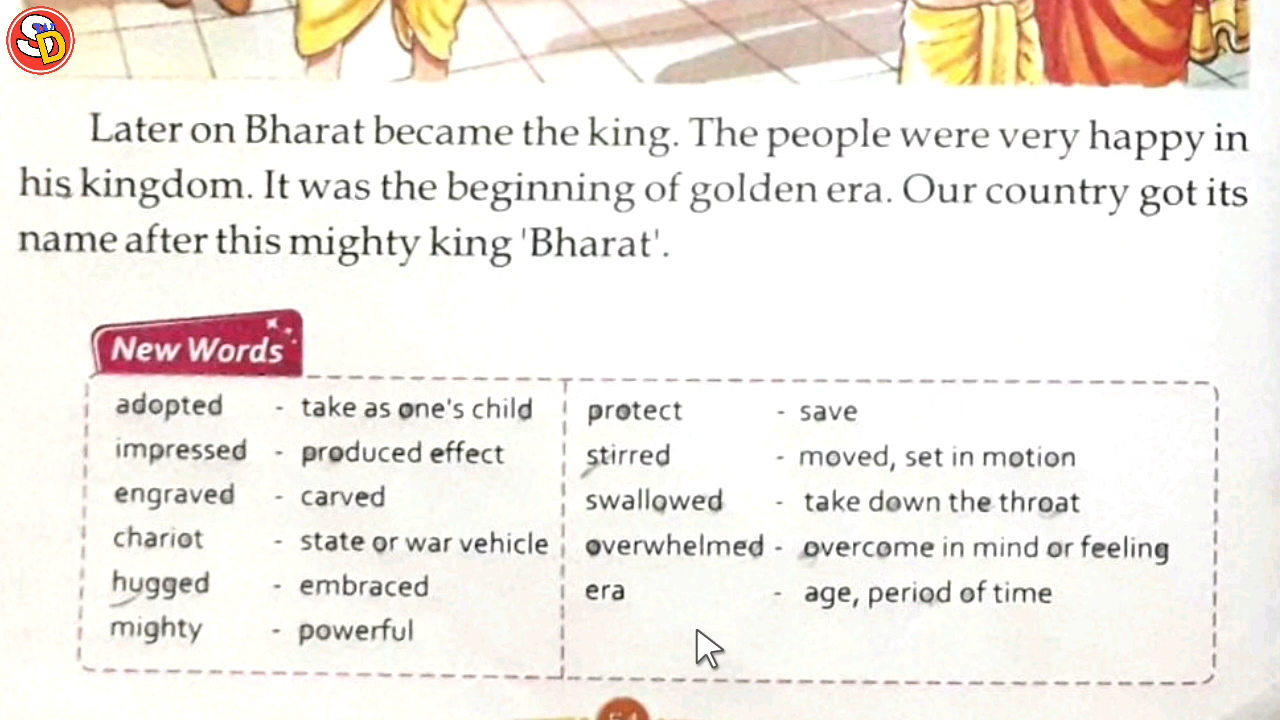 SD
Later on Bharat became the king. The people were very happy in
his kingdom. It was the beginning of golden era. Our country got its
name after this mighty king 'Bharat'.
New Words
adopted - take as one's child
impressed - produced effect
engraved - carved
chariot - state or war vehicle
hugged - embraced
mighty - powerful
protect - save
stirred - moved, set in motion
swallowed - take down the throat
overwhelmed - overcome in mind or feeling
era - age, period of time